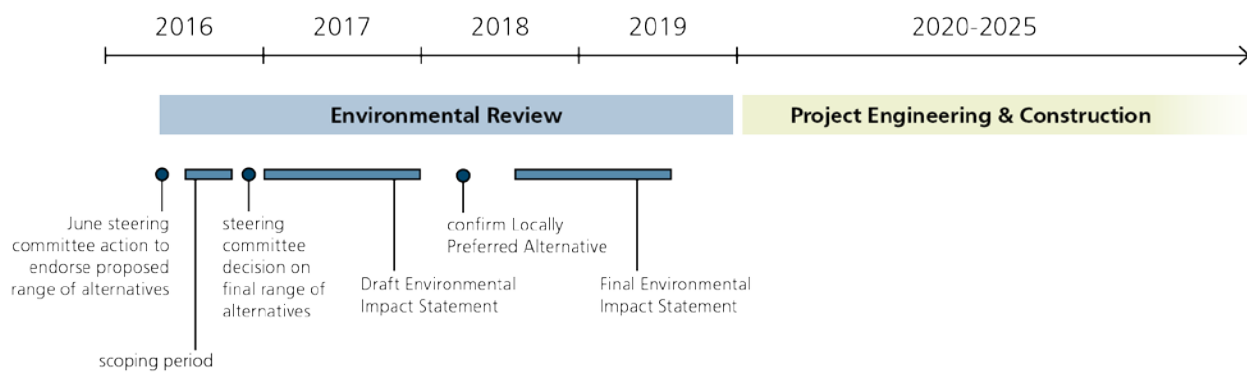 2016
2017
2018
2019
2020-2025
Environmental Review
Project Engineering & Construction
June steering
committee action to
endorse proposed
range of alternatives
scoping period
steering
committee
decision on
final range of
alternatives
Draft Environmental
Impact Statement
confirm Locally
Preferred Alternative
Final Environmental
Impact Statement